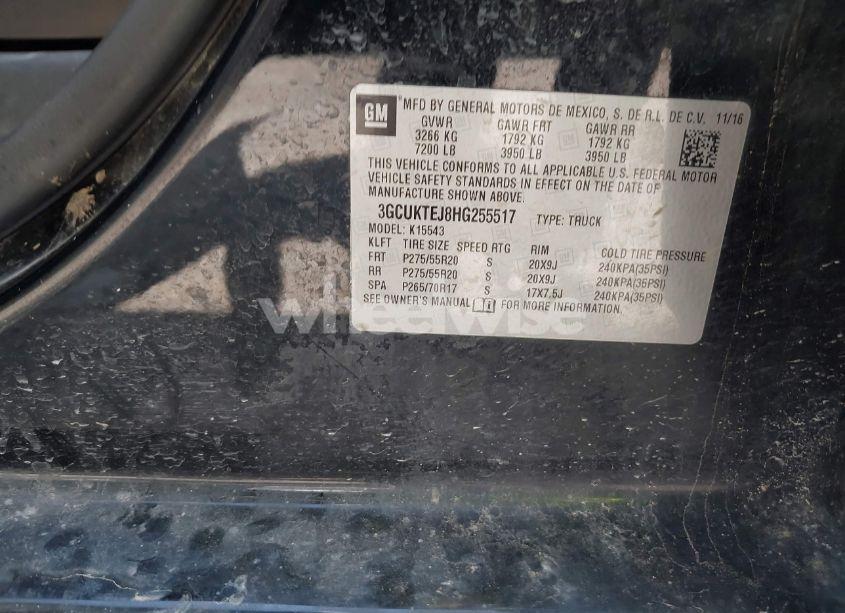 GM
MFD BY GENERAL MOTORS DE MEXICO, S. DE R.L. DE C.V. 11/16
GVWR GAWR FRT GAWR RR
3266 KG 1792 KG 1792 KG
7200 LB 3950 LB 3950 LB
THIS VEHICLE CONFORMS TO ALL APPLICABLE U.S. FEDERAL MOTOR
VEHICLE SAFETY STANDARDS IN EFFECT ON THE DATE OF
MANUFACTURE SHOWN ABOVE.
3GCUKTEJ8HG255517 TYPE: TRUCK
MODEL: K15543
KLFT TIRE SIZE SPEED RTG RIM COLD TIRE PRESSURE
FRT P275/55R20 S 20X9J 240KPA(35PSI)
RR P275/55R20 S 20X9J 240KPA(35PSI)
SPA P265/70R17 S 17X7.5J 240KPA(35PSI)
SEE OWNER'S MANUAL FOR MORE INFORMATION.
wheelwise